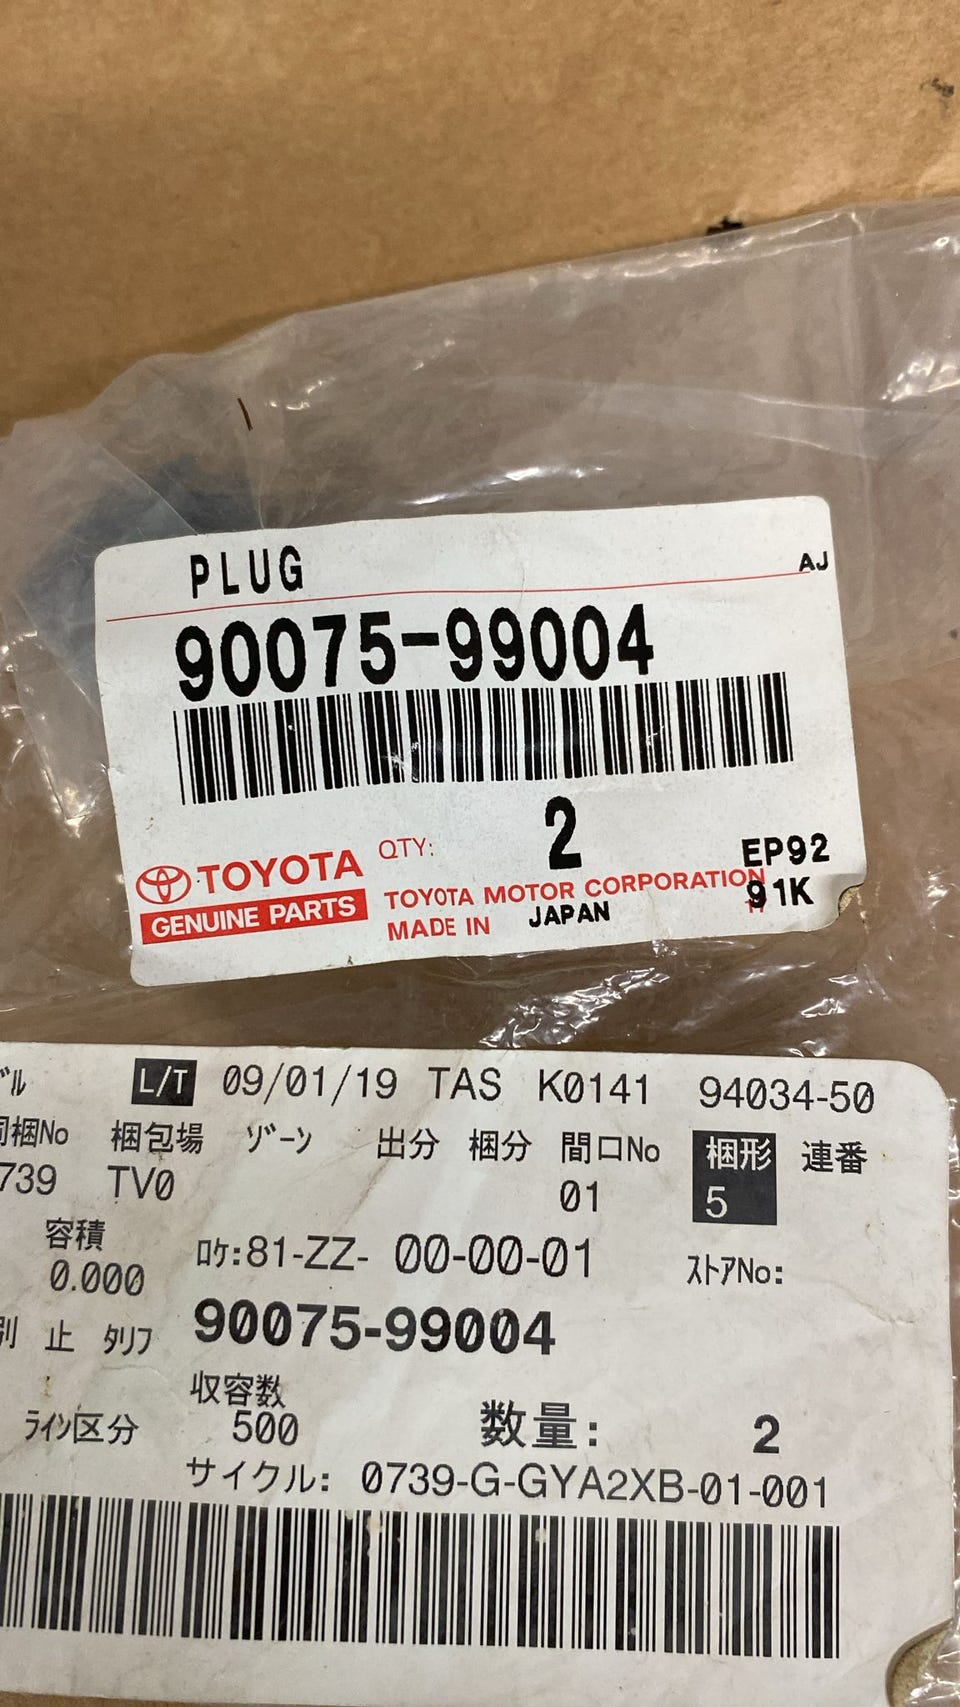 PLUG
AJ
90075-99004
QTY: 2
EP92
TOYOTA
GENUINE PARTS
TOYOTA MOTOR CORPORATION
91K
MADE IN JAPAN
L/T 09/01/19 TAS K0141 94034-50
梱No 梱包場 ゾーン 出分 梱分 間口No 梱形 連番
739 TV0 01 5
容積
0.000
ロケ:81-ZZ- 00-00-01 ストアNo:
止 タリフ 90075-99004
収容数
ライン区分 500 数量: 2
サイクル: 0739-G-GYA2XB-01-001